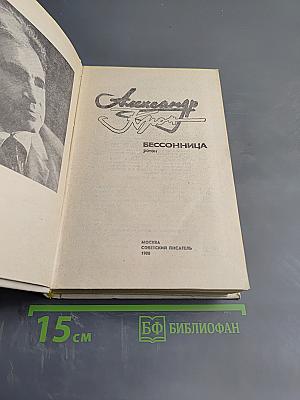 Александр
Крон
БЕССОННИЦА
роман
МОСКВА
СОВЕТСКИЙ ПИСАТЕЛЬ
1980
15 см
БФ БИБЛИОФАН